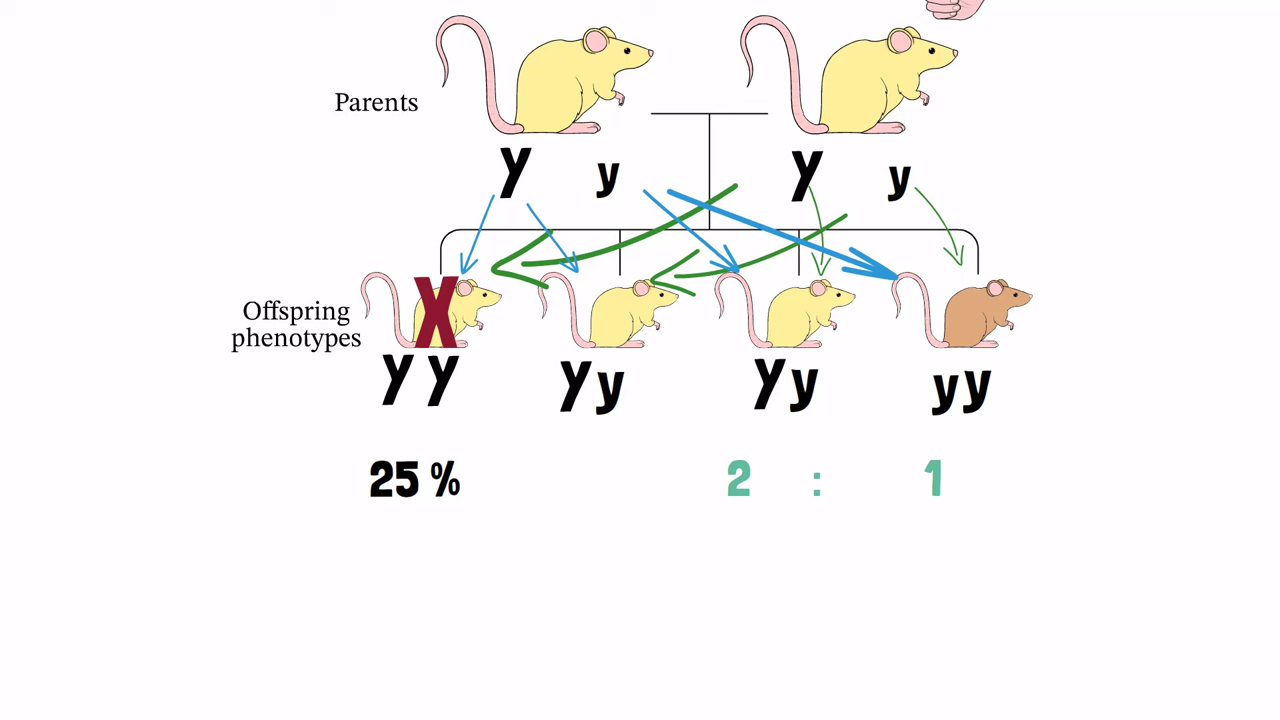 Parents
Y y Y y
Offspring
phenotypes
X
Y Y Y y Y y y y
25 % 2 : 1